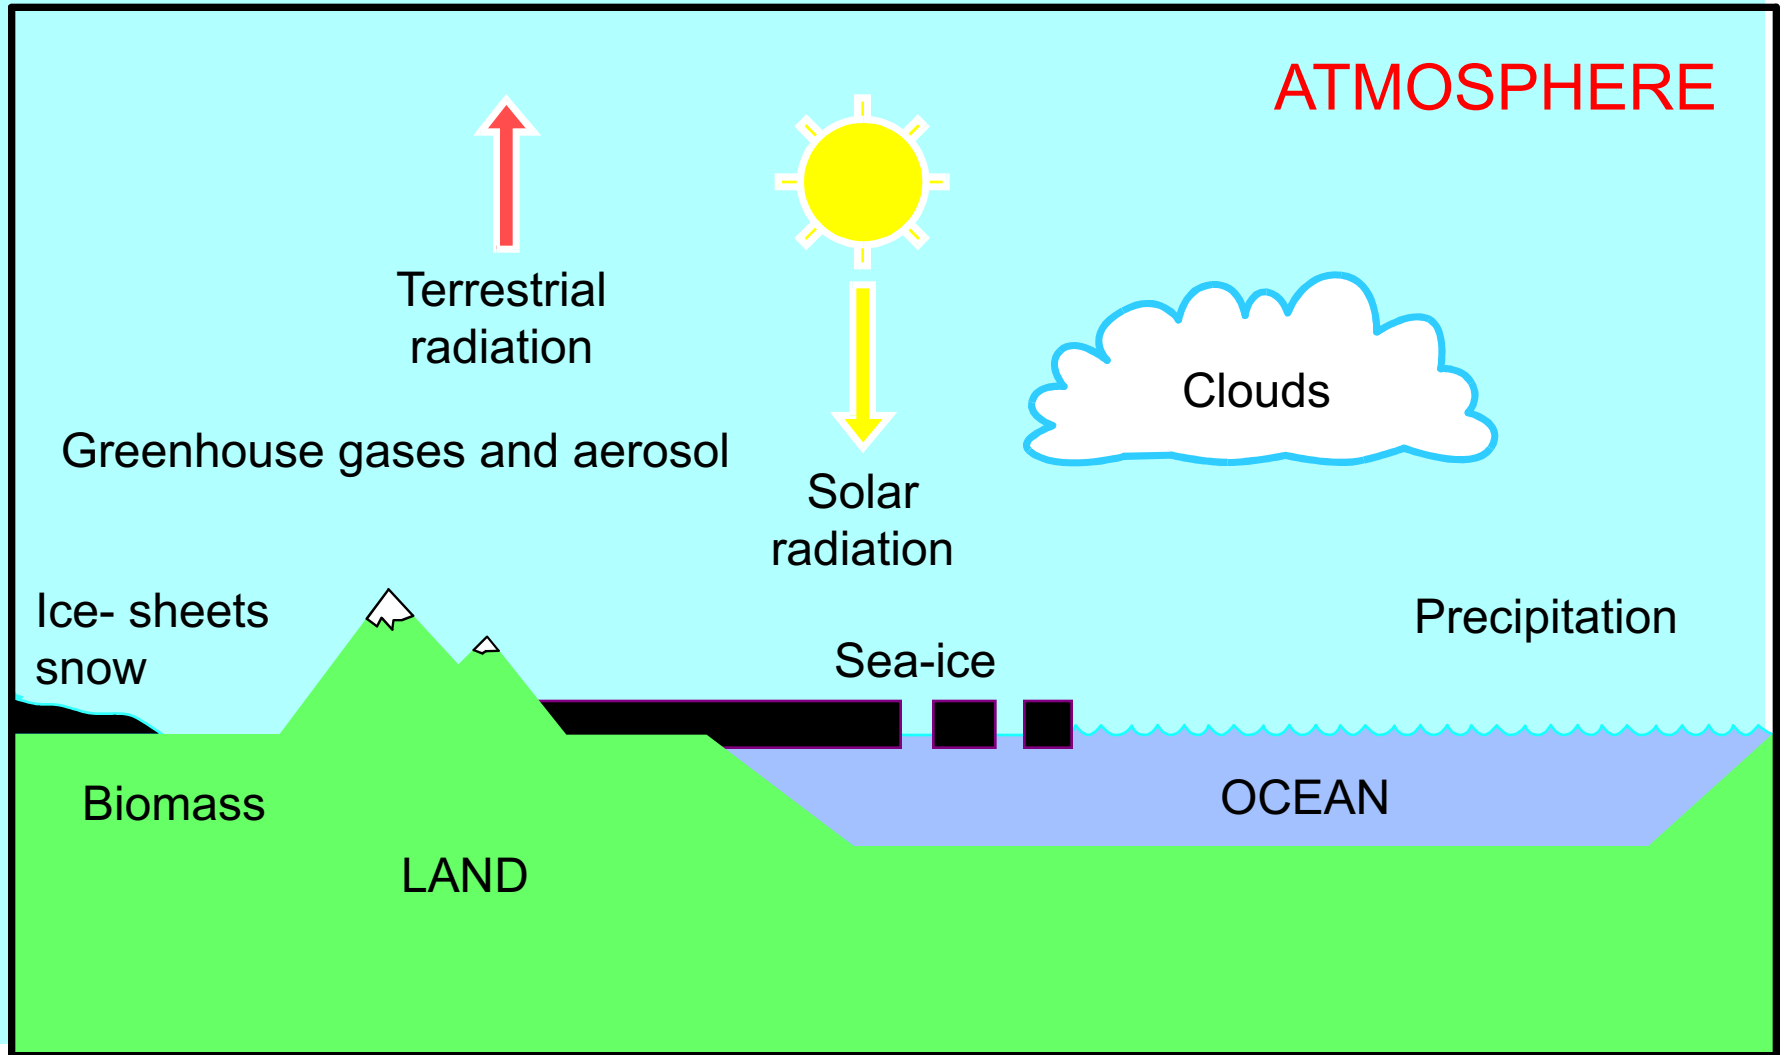 ATMOSPHERE
Terrestrial
radiation
Clouds
Greenhouse gases and aerosol
Solar
radiation
Ice- sheets
snow
Precipitation
Sea-ice
Biomass
OCEAN
LAND